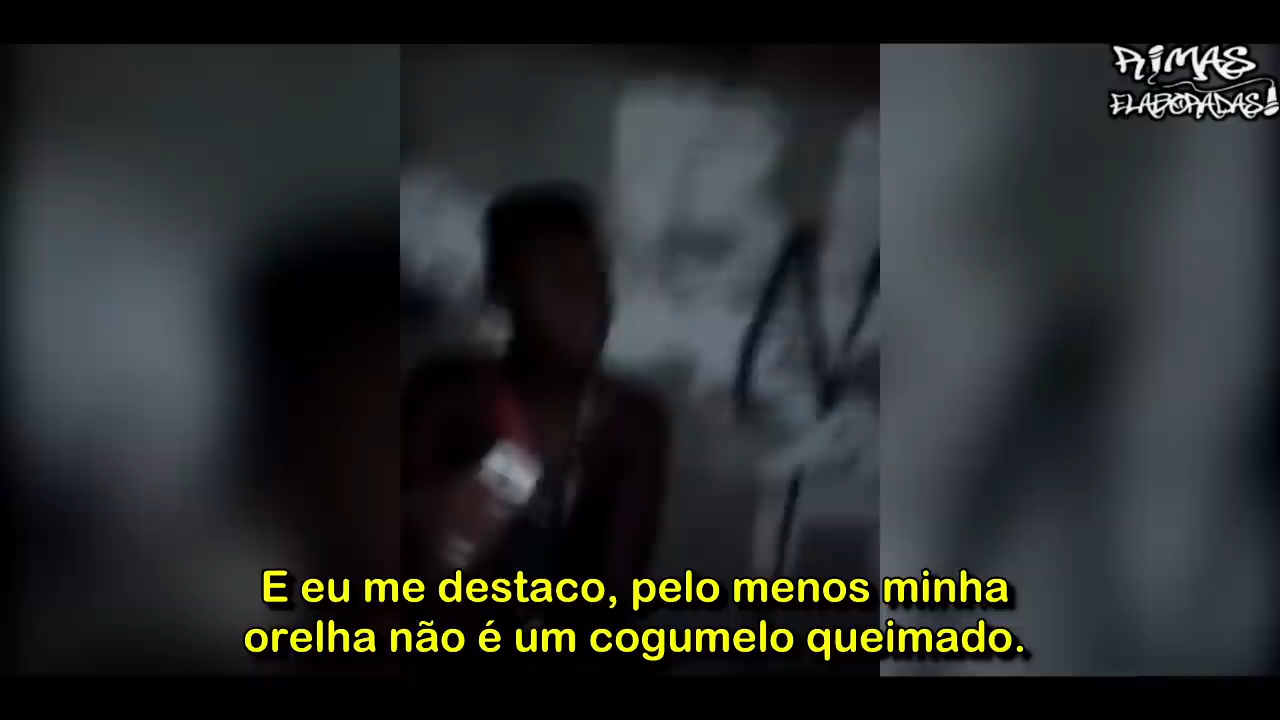 RIMAS
ELABORADAS!
E eu me destaco, pelo menos minha
orelha não é um cogumelo queimado.